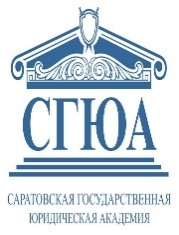 СГЮА
САРАТОВСКАЯ ГОСУДАРСТВЕННАЯ
ЮРИДИЧЕСКАЯ АКАДЕМИЯ